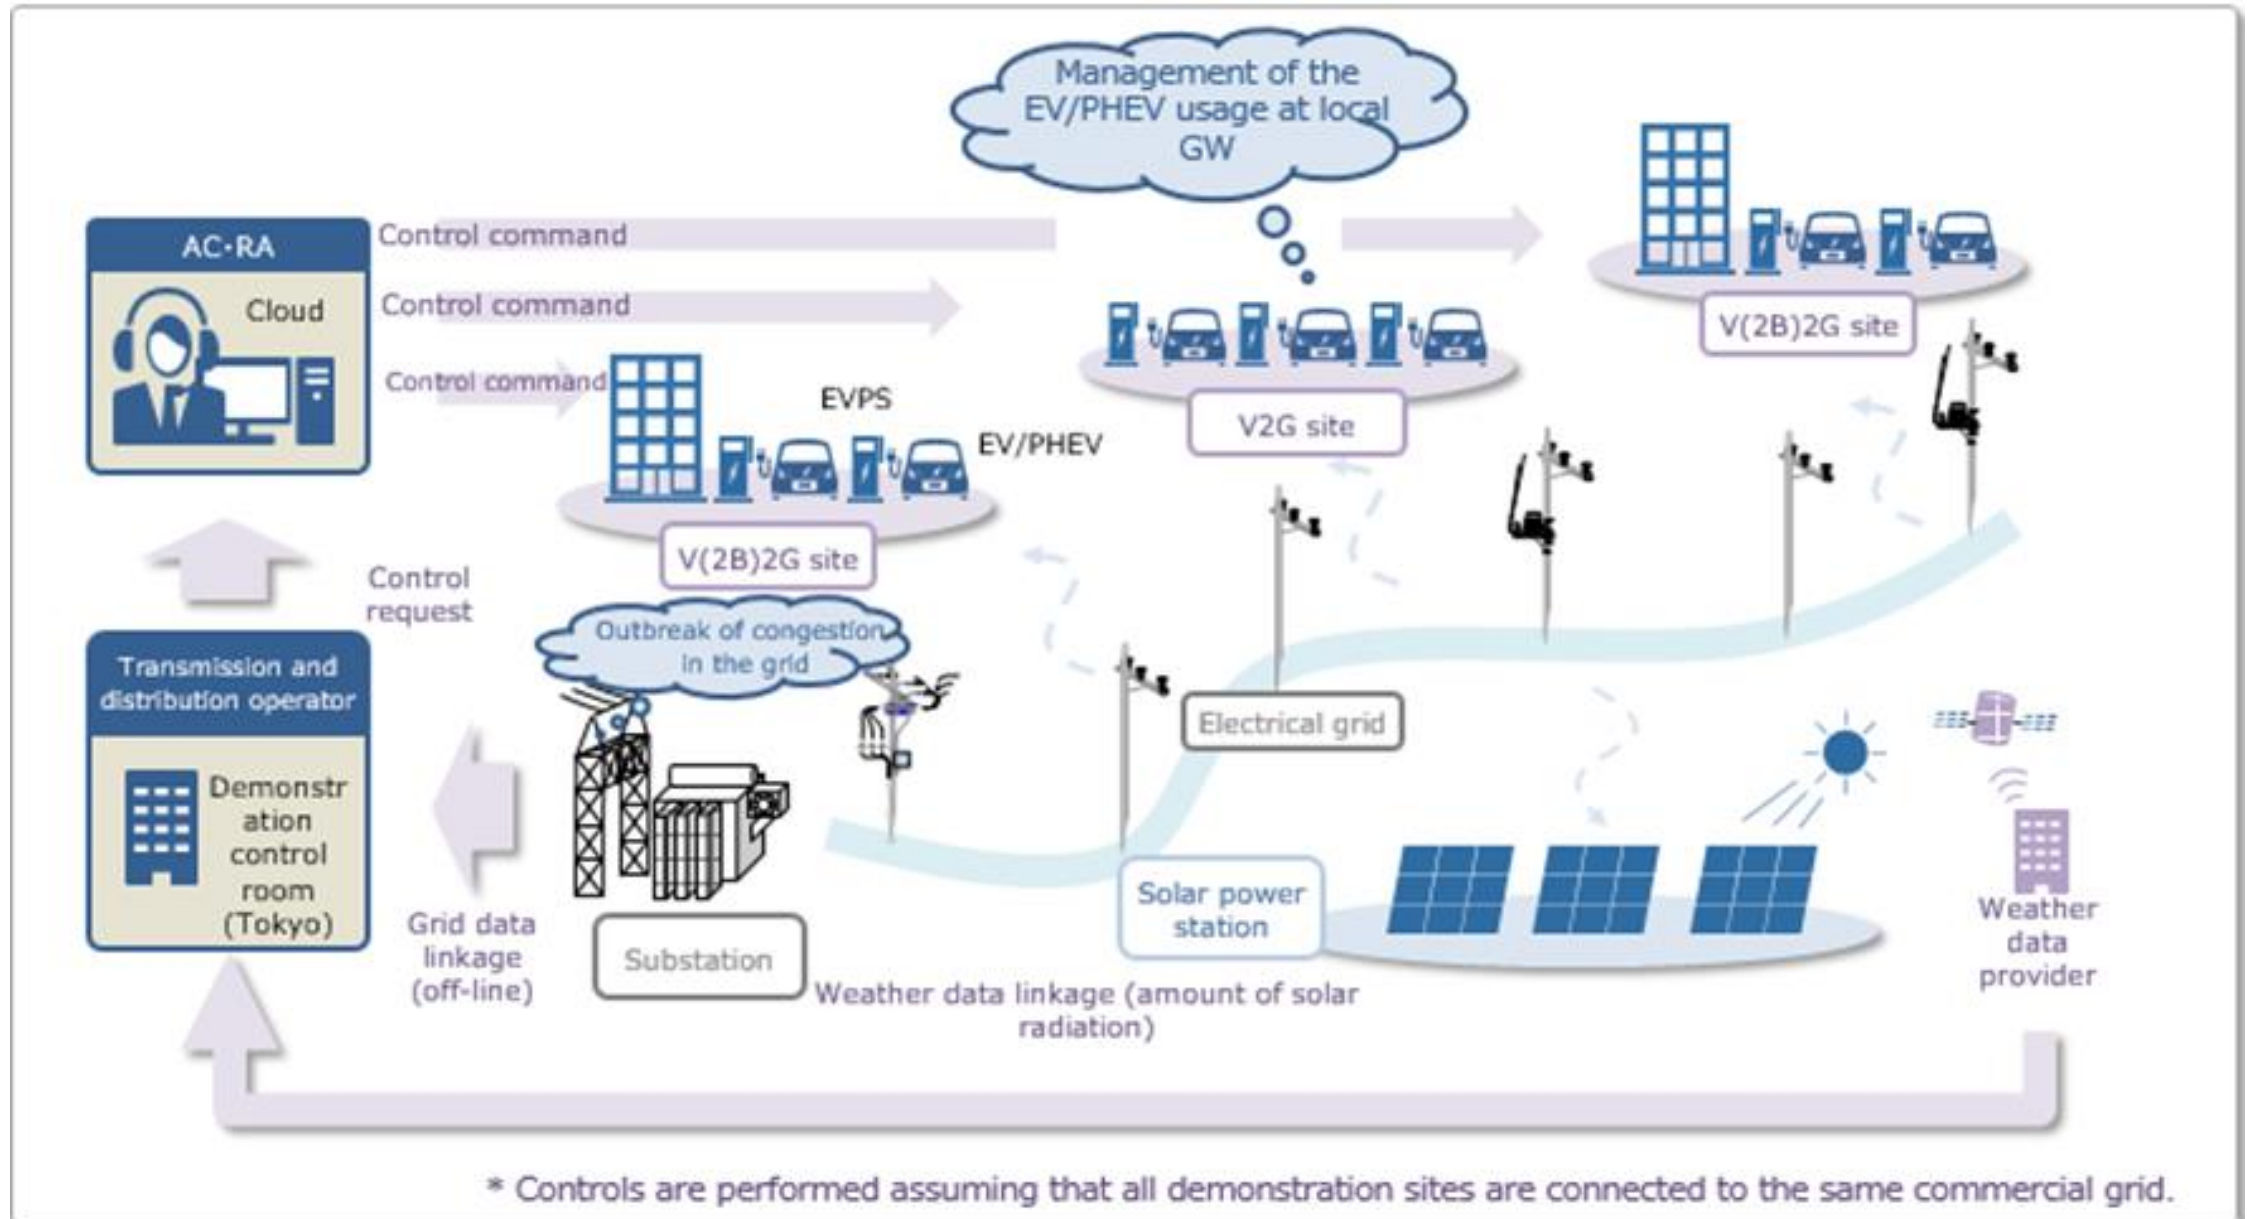 Management of the
EV/PHEV usage at local
GW
AC・RA
Cloud
Control command
Control command
Control command
V(2B)2G site
EVPS
EV/PHEV
V2G site
V(2B)2G site
Control
request
Outbreak of congestion
in the grid
Transmission and
distribution operator
Demonstr
ation
control
room
(Tokyo)
Electrical grid
Grid data
linkage
(off-line)
Substation
Solar power
station
Weather data linkage (amount of solar
radiation)
Weather
data
provider
* Controls are performed assuming that all demonstration sites are connected to the same commercial grid.